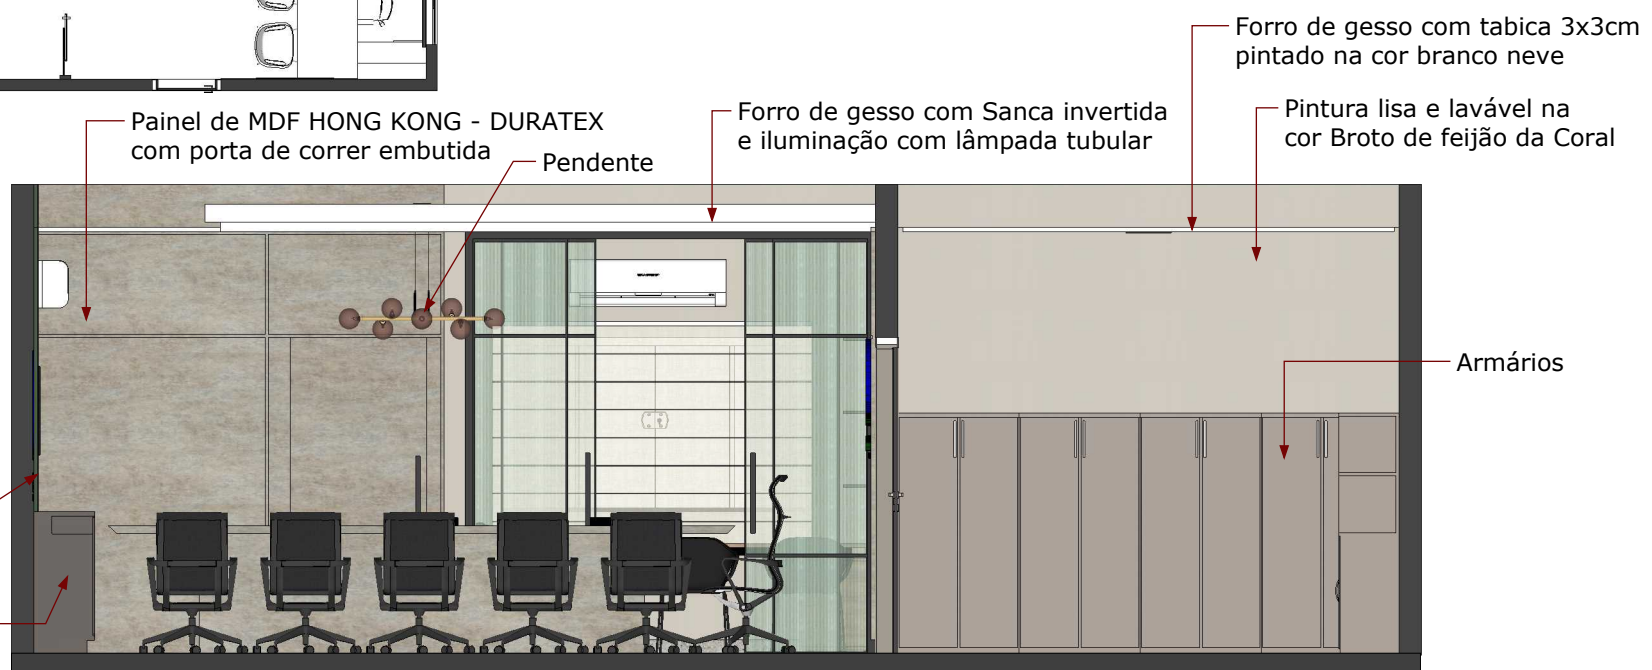 Forro de gesso com tabica 3x3cm
pintado na cor branco neve
Painel de MDF HONG KONG - DURATEX
com porta de correr embutida
Pendente
Forro de gesso com Sanca invertida
e iluminação com lâmpada tubular
Pintura lisa e lavável na
cor Broto de feijão da Coral
Armários